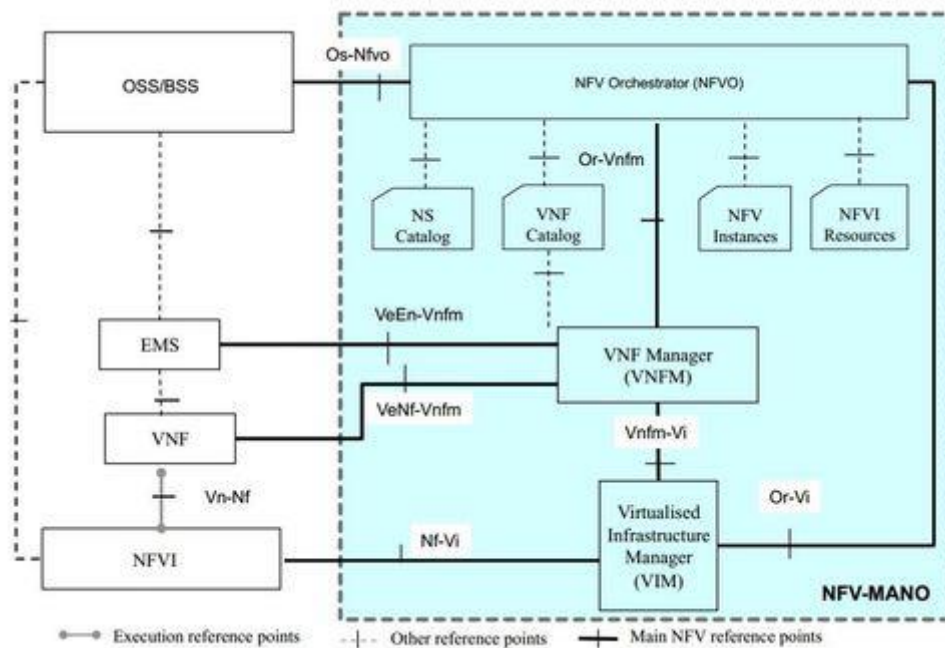 Os-Nfvo
OSS/BSS
NFV Orchestrator (NFVO)
Or-Vnfm
NS
Catalog
VNF
Catalog
NFV
Instances
NFVI
Resources
VeEn-Vnfm
EMS
VNF Manager
(VNFM)
VeNf-Vnfm
VNF
Vnfm-Vi
Vn-Nf
Or-Vi
Virtualised
Infrastructure
Manager
(VIM)
Nf-Vi
NFVI
NFV-MANO
Execution reference points
Other reference points
Main NFV reference points